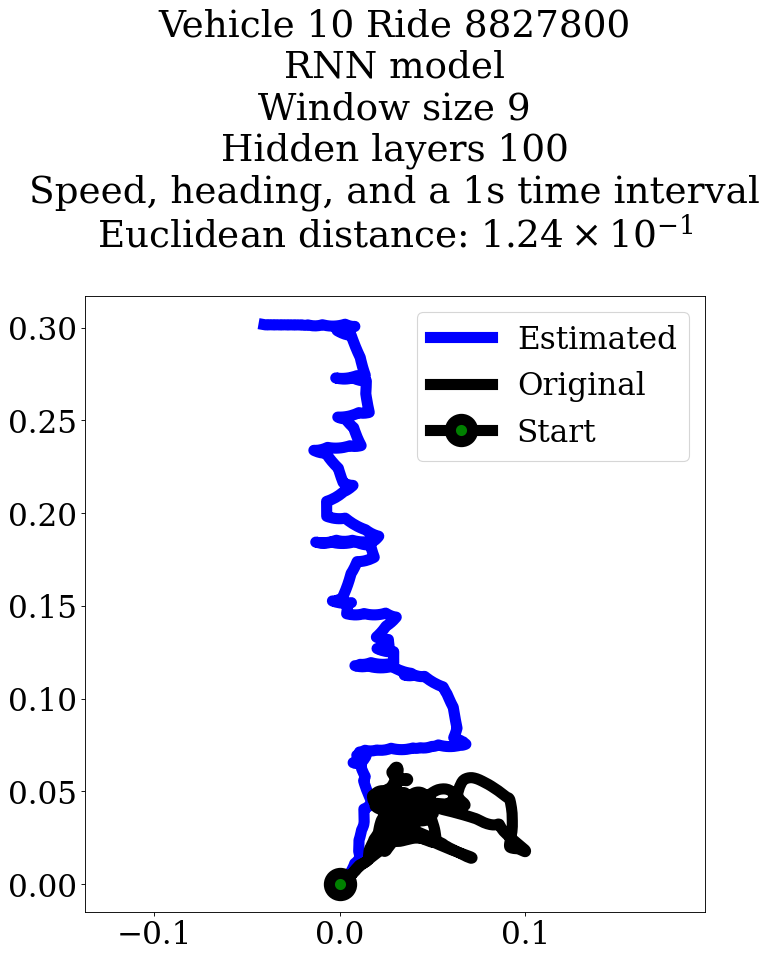 Vehicle 10 Ride 8827800
RNN model
Window size 9
Hidden layers 100
Speed, heading, and a 1s time interval
Euclidean distance: 1.24 × 10⁻¹
Estimated
Original
Start
0.30
0.25
0.20
0.15
0.10
0.05
0.00
−0.1
0.0
0.1